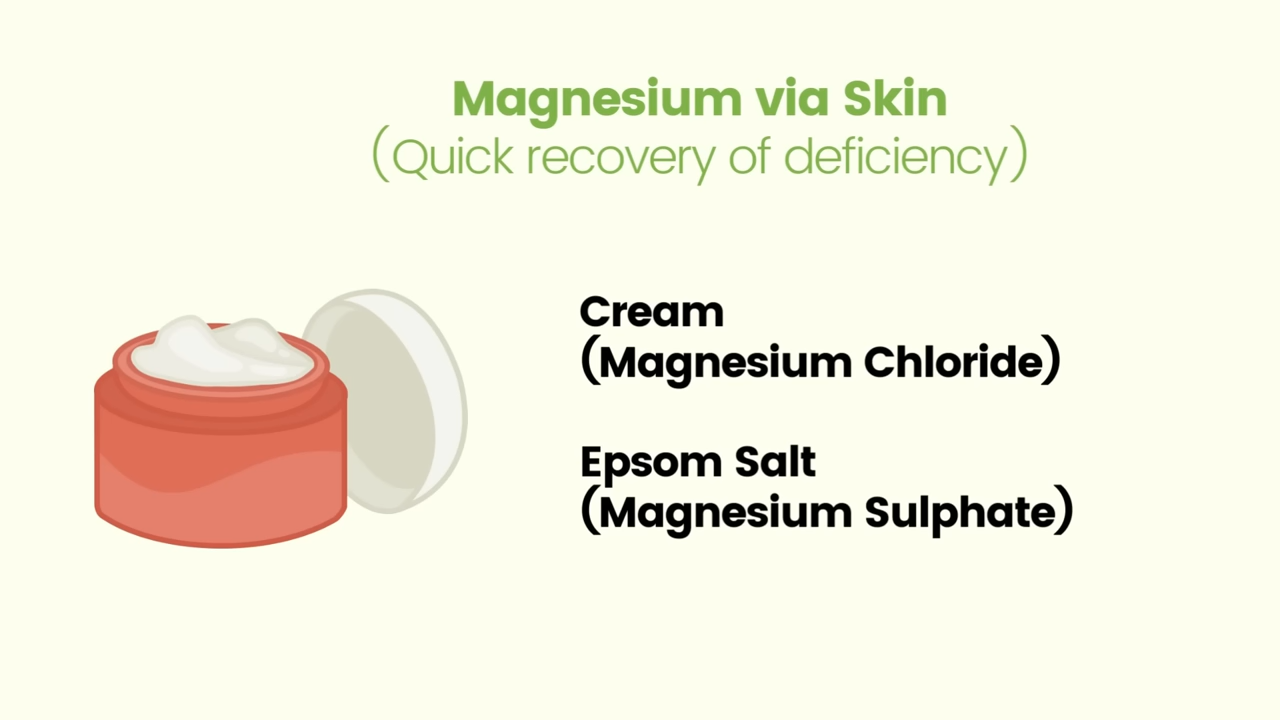 Magnesium via Skin
(Quick recovery of deficiency)
Cream
(Magnesium Chloride)
Epsom Salt
(Magnesium Sulphate)